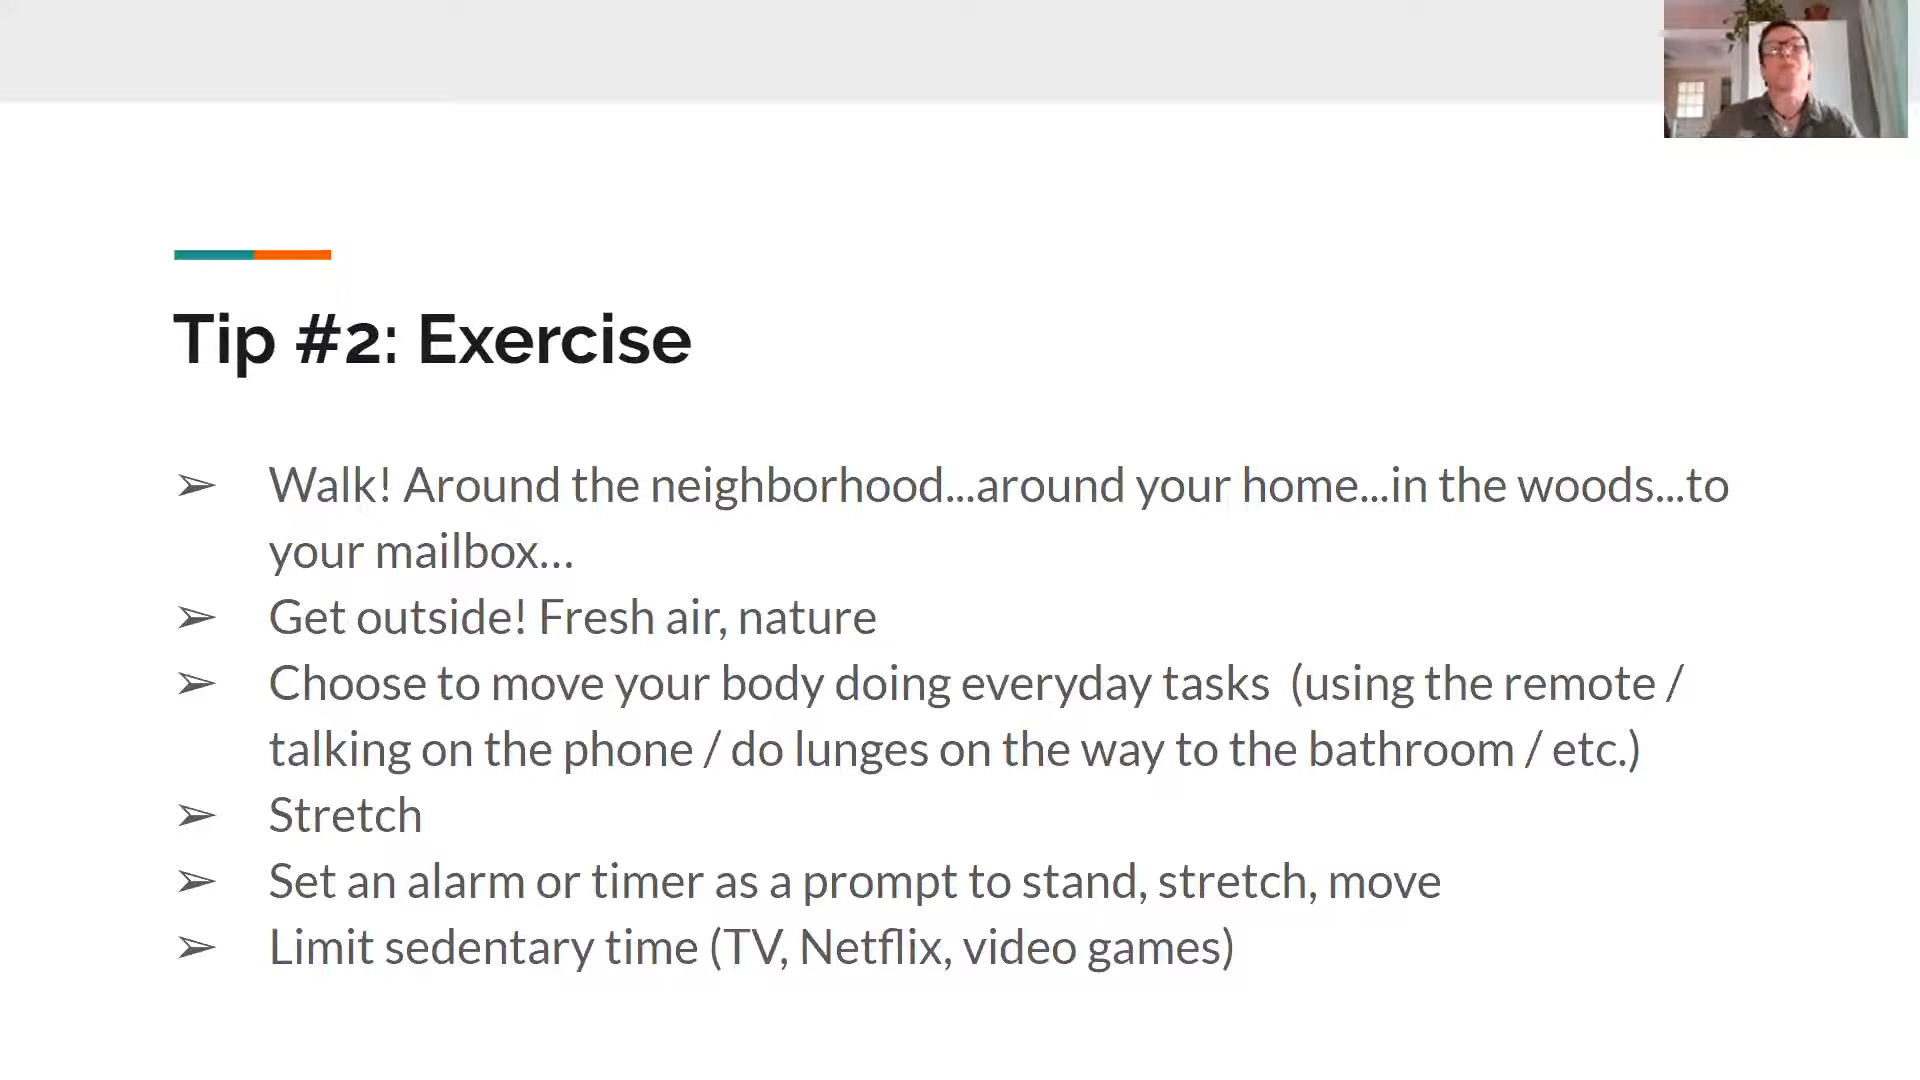 Tip #2: Exercise
➢ Walk! Around the neighborhood...around your home...in the woods...to
your mailbox...
➢ Get outside! Fresh air, nature
➢ Choose to move your body doing everyday tasks (using the remote /
talking on the phone / do lunges on the way to the bathroom / etc.)
➢ Stretch
➢ Set an alarm or timer as a prompt to stand, stretch, move
➢ Limit sedentary time (TV, Netflix, video games)